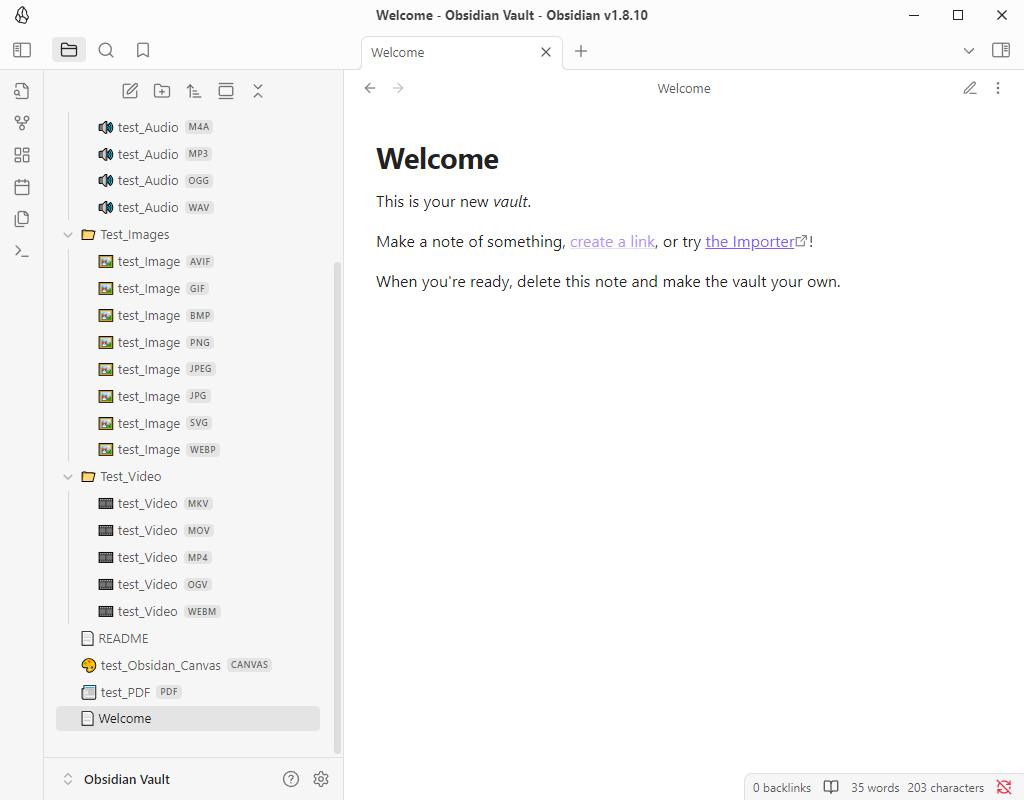 Welcome - Obsidian Vault - Obsidian v1.8.10
Welcome
Welcome
test_Audio M4A
test_Audio MP3
test_Audio OGG
test_Audio WAV
Test_Images
test_Image AVIF
test_Image GIF
test_Image BMP
test_Image PNG
test_Image JPEG
test_Image JPG
test_Image SVG
test_Image WEBP
Test_Video
test_Video MKV
test_Video MOV
test_Video MP4
test_Video OGV
test_Video WEBM
README
test_Obsidan_Canvas CANVAS
test_PDF PDF
Welcome
Obsidian Vault
Welcome
This is your new vault.
Make a note of something, create a link, or try the Importer!
When you're ready, delete this note and make the vault your own.
0 backlinks 35 words 203 characters